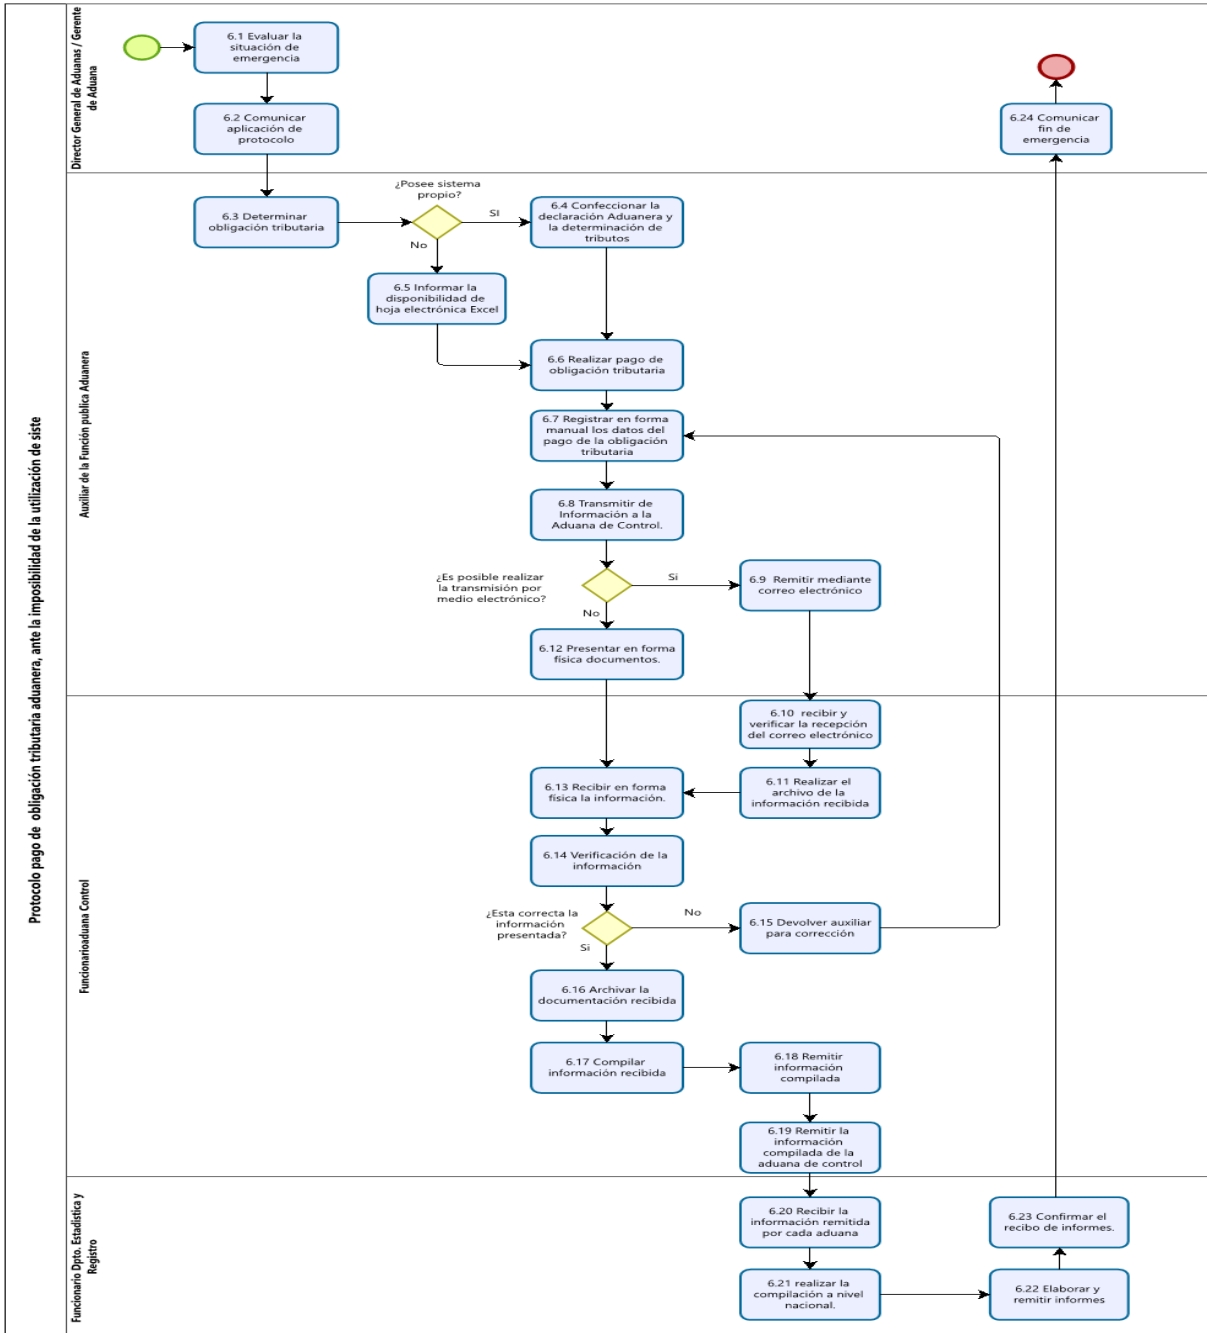 Protocolo pago de obligación tributaria aduanera, ante la imposibilidad de la utilización de siste
Director General de Aduanas / Gerente
de Aduana
6.1 Evaluar la
situación de
emergencia
6.2 Comunicar
aplicación de
protocolo
6.24 Comunicar
fin de
emergencia
Auxiliar de la Función publica Aduanera
6.3 Determinar
obligación tributaria
¿Posee sistema
propio?
SI
No
6.4 Confeccionar la
declaración Aduanera y
la determinación de
tributos
6.5 Informar la
disponibilidad de
hoja electrónica Excel
6.6 Realizar pago de
obligación tributaria
6.7 Registrar en forma
manual los datos del
pago de la obligación
tributaria
6.8 Transmitir de
Información a la
Aduana de Control.
¿Es posible realizar
la transmisión por
medio electrónico?
Si
No
6.9 Remitir mediante
correo electrónico
6.12 Presentar en forma
física documentos.
Funcionarioaduana Control
6.10 recibir y
verificar la recepción
del correo electrónico
6.11 Realizar el
archivo de la
información recibida
6.13 Recibir en forma
física la información.
6.14 Verificación de la
información
¿Esta correcta la
información
presentada?
No
Si
6.15 Devolver auxiliar
para corrección
6.16 Archivar la
documentación recibida
6.17 Compilar
información recibida
6.18 Remitir
información
compilada
6.19 Remitir la
información
compilada de la
aduana de control
Funcionario Dpto. Estadistica y
Registro
6.20 Recibir la
información remitida
por cada aduana
6.21 realizar la
compilación a nivel
nacional.
6.22 Elaborar y
remitir informes
6.23 Confirmar el
recibo de informes.